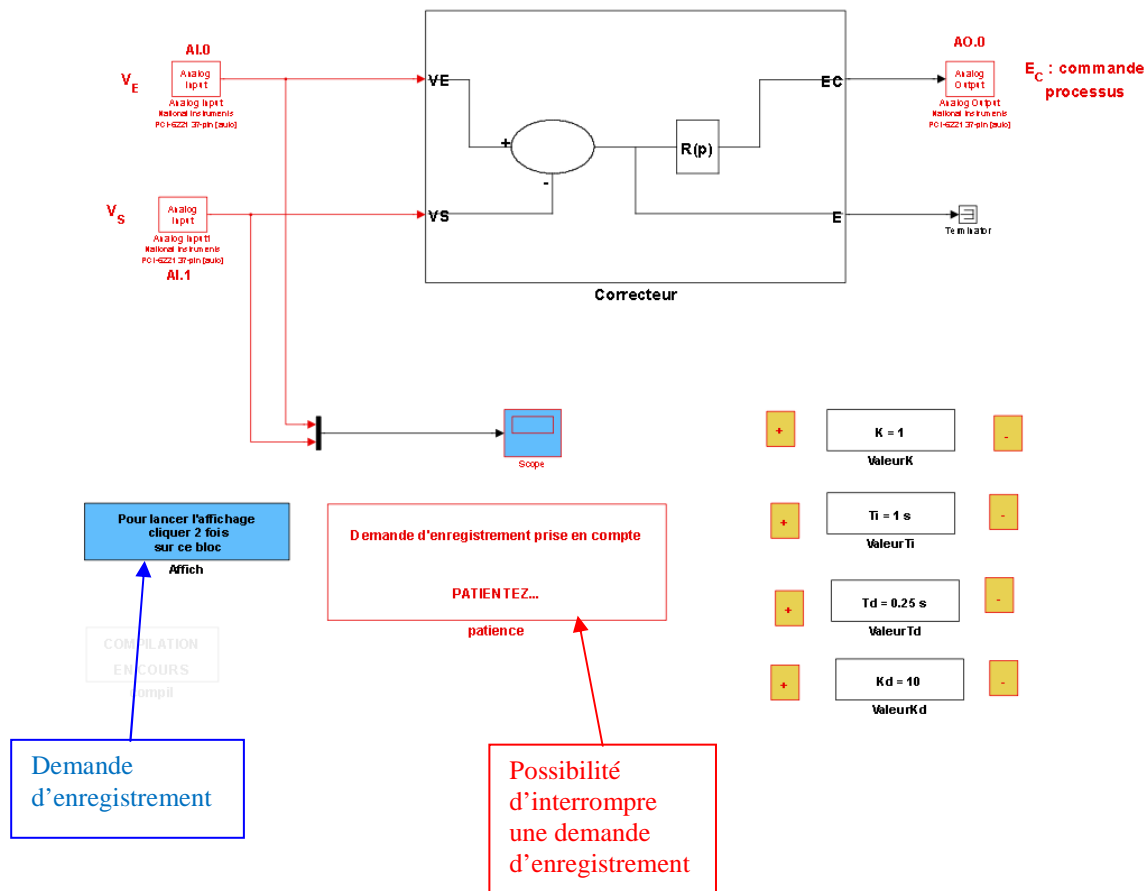 AI.0
V_E
Analog
Input
Analog Input
National Instruments
PCI-6221 37-pin [auto]
VE
EC
AO.0
Analog
Output
Analog Output
National Instruments
PCI-6221 37-pin [auto]
E_C : commande
processus
+
-
R(p)
V_S
Analog
Input
Analog Input1
National Instruments
PCI-6221 37-pin [auto]
AI.1
VS
E
Terminator
Correcteur
Scope
+
K = 1
-
ValeurK
+
Ti = 1 s
-
ValeurTi
+
Td = 0.25 s
-
ValeurTd
+
Kd = 10
-
ValeurKd
Pour lancer l'affichage
cliquer 2 fois
sur ce bloc
Affich
Demande d'enregistrement prise en compte
PATIENTEZ...
patience
COMPILATION
EN COURS
compil
Demande
d’enregistrement
Possibilité
d’interrompre
une demande
d’enregistrement